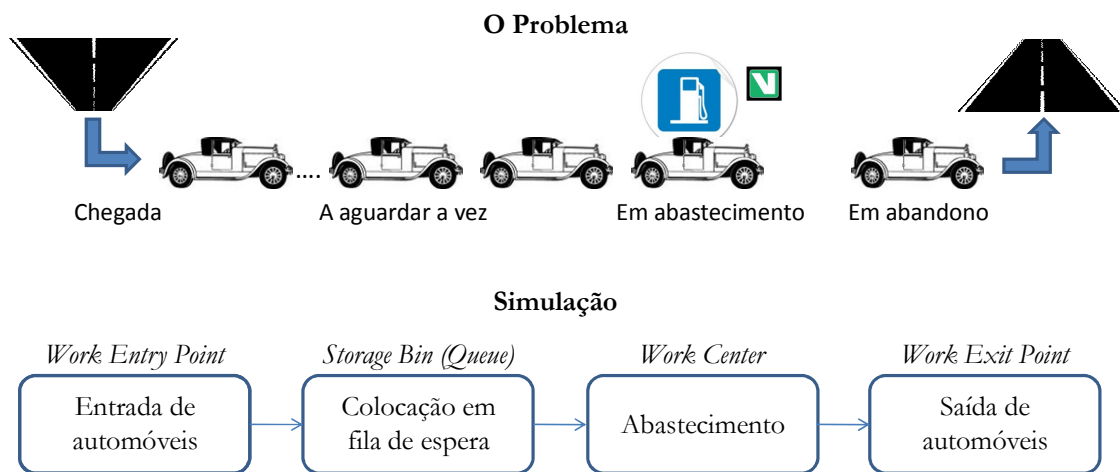 O Problema
V
....
Chegada
A aguardar a vez
Em abastecimento
Em abandono
Simulação
Work Entry Point
Storage Bin (Queue)
Work Center
Work Exit Point
Entrada de
automóveis
Colocação em
fila de espera
Abastecimento
Saída de
automóveis